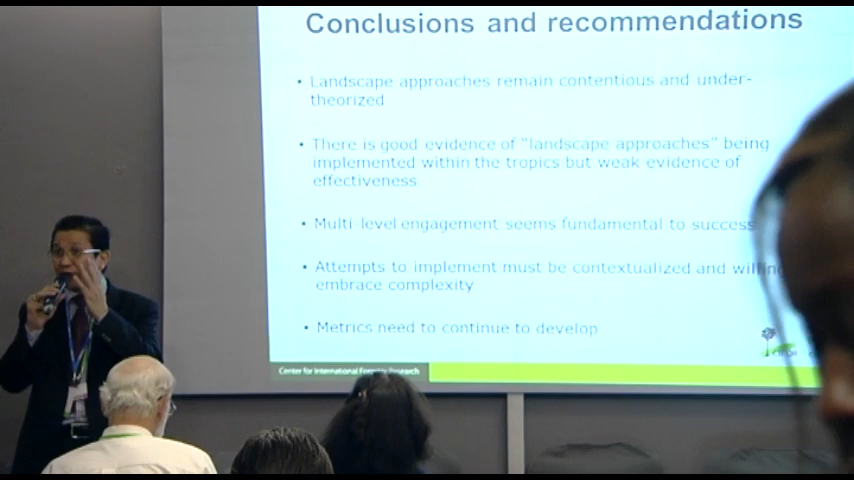 Conclusions and recommendations
• Landscape approaches remain contentious and under-
theorized
• There is good evidence of “landscape approaches” being
implemented within the tropics but weak evidence of
effectiveness
• Multi-level engagement seems fundamental to success
• Attempts to implement must be contextualized and
embrace complexity
• Metrics need to continue to develop
CIFOR
Center for International Forestry Research